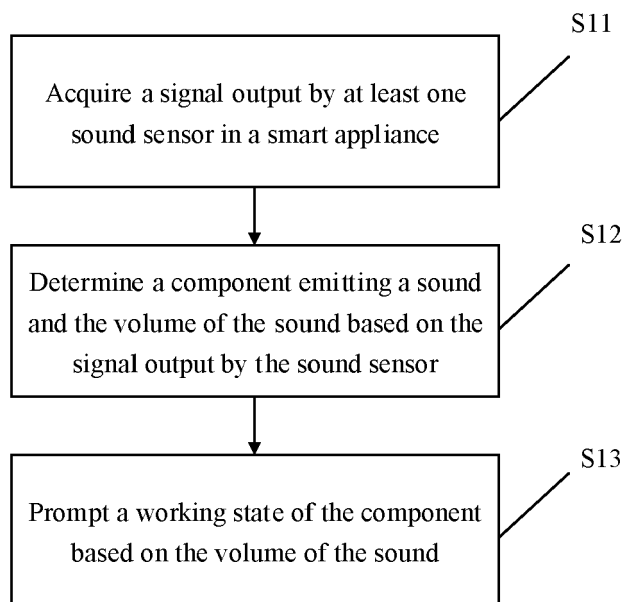 S11
Acquire a signal output by at least one
sound sensor in a smart appliance
S12
Determine a component emitting a sound
and the volume of the sound based on the
signal output by the sound sensor
S13
Prompt a working state of the component
based on the volume of the sound